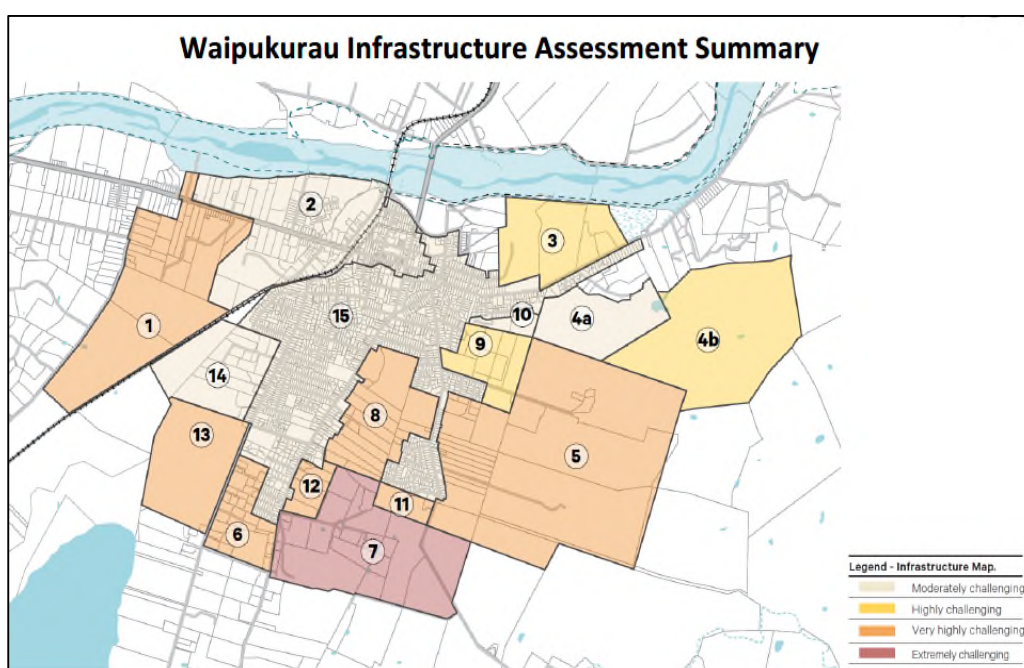 Waipukurau Infrastructure Assessment Summary
2
3
1
15
10
4a
4b
9
14
8
13
5
12
11
6
7
Legend - Infrastructure Map.
Moderately challenging
Highly challenging
Very highly challenging
Extremely challenging